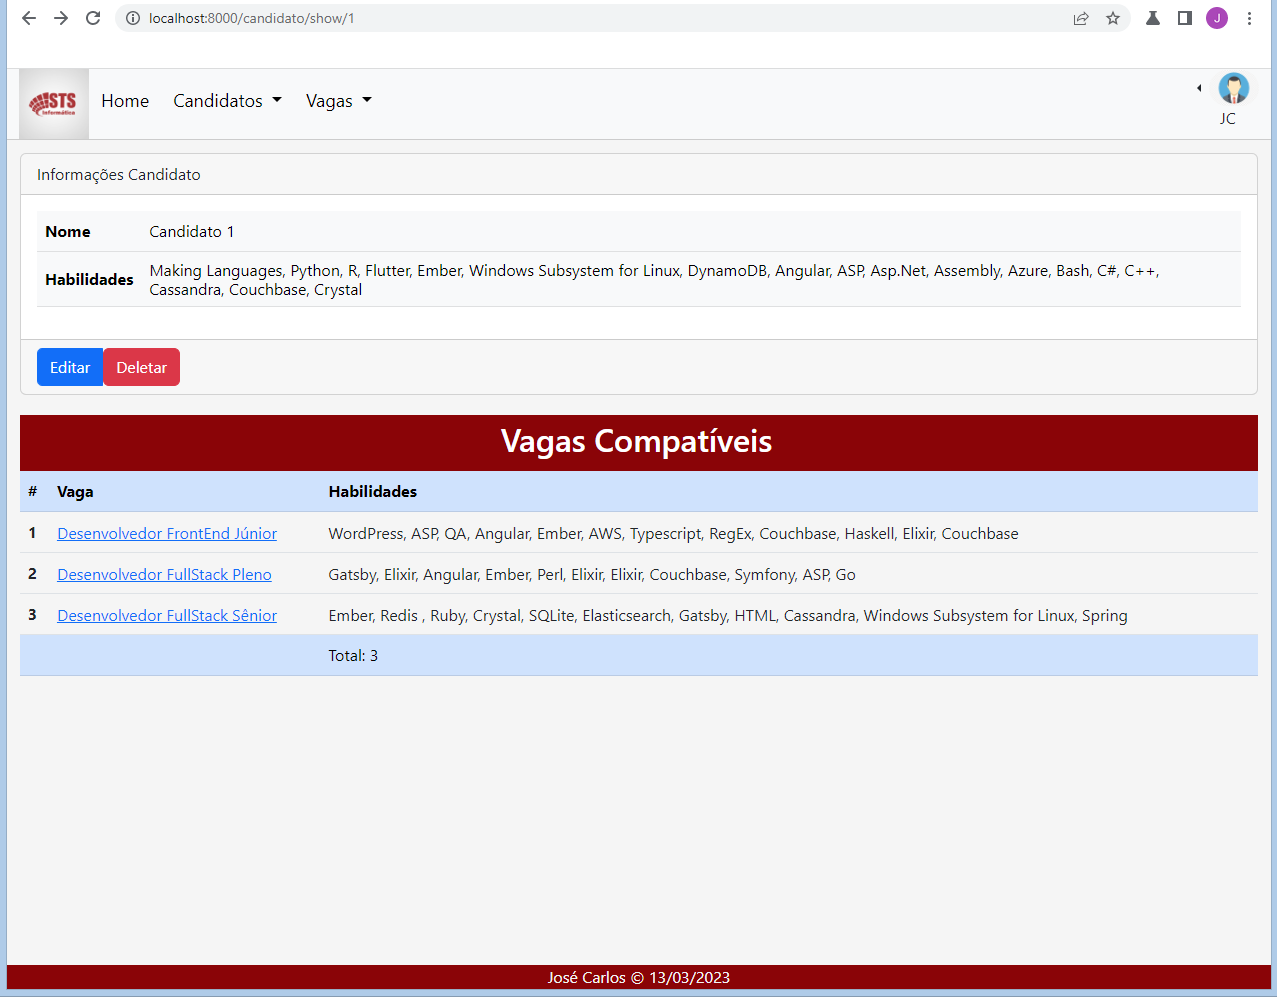 localhost:8000/candidato/show/1
J
STS
Informática
Home
Candidatos
Vagas
JC
Informações Candidato
Nome
Candidato 1
Habilidades
Making Languages, Python, R, Flutter, Ember, Windows Subsystem for Linux, DynamoDB, Angular, ASP, Asp.Net, Assembly, Azure, Bash, C#, C++,
Cassandra, Couchbase, Crystal
Editar
Deletar
Vagas Compatíveis
# Vaga Habilidades
1 Desenvolvedor FrontEnd Júnior WordPress, ASP, QA, Angular, Ember, AWS, Typescript, RegEx, Couchbase, Haskell, Elixir, Couchbase
2 Desenvolvedor FullStack Pleno Gatsby, Elixir, Angular, Ember, Perl, Elixir, Elixir, Couchbase, Symfony, ASP, Go
3 Desenvolvedor FullStack Sênior Ember, Redis , Ruby, Crystal, SQLite, Elasticsearch, Gatsby, HTML, Cassandra, Windows Subsystem for Linux, Spring
Total: 3
José Carlos © 13/03/2023